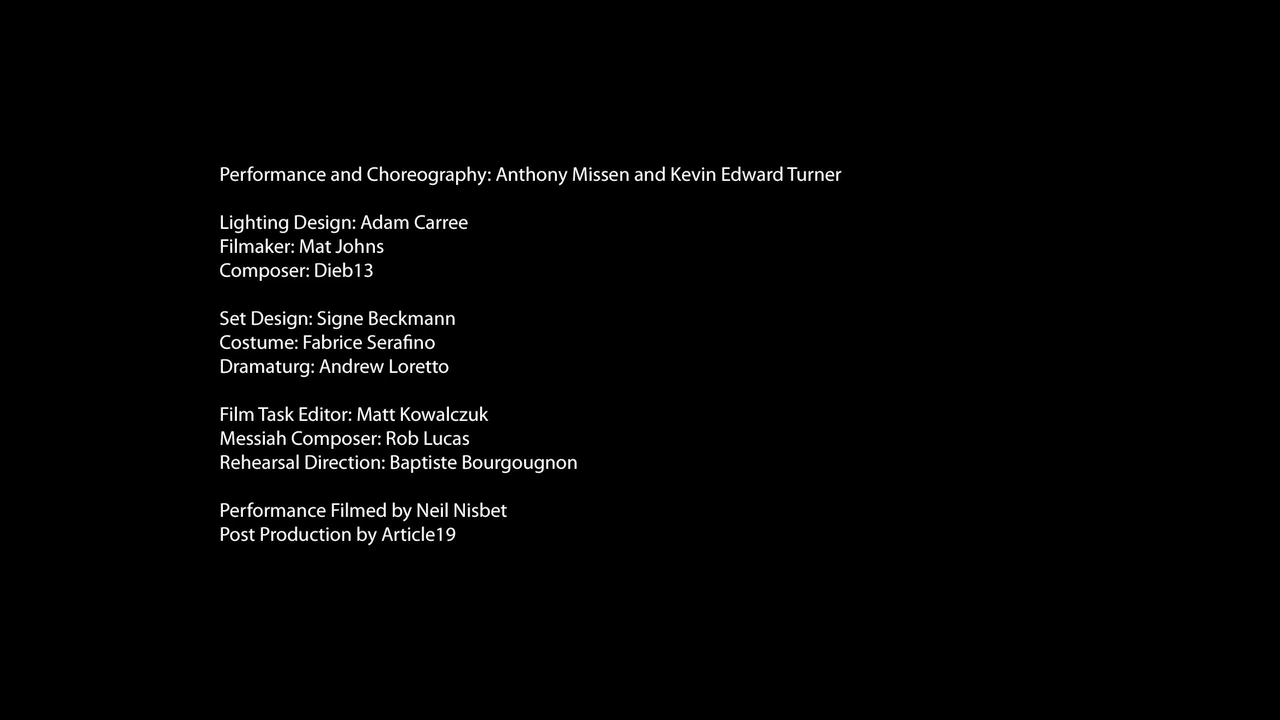 Performance and Choreography: Anthony Missen and Kevin Edward Turner
Lighting Design: Adam Carree
Filmaker: Mat Johns
Composer: Dieb13
Set Design: Signe Beckmann
Costume: Fabrice Serafino
Dramaturg: Andrew Loretto
Film Task Editor: Matt Kowalczuk
Messiah Composer: Rob Lucas
Rehearsal Direction: Baptiste Bourgougnon
Performance Filmed by Neil Nisbet
Post Production by Article19